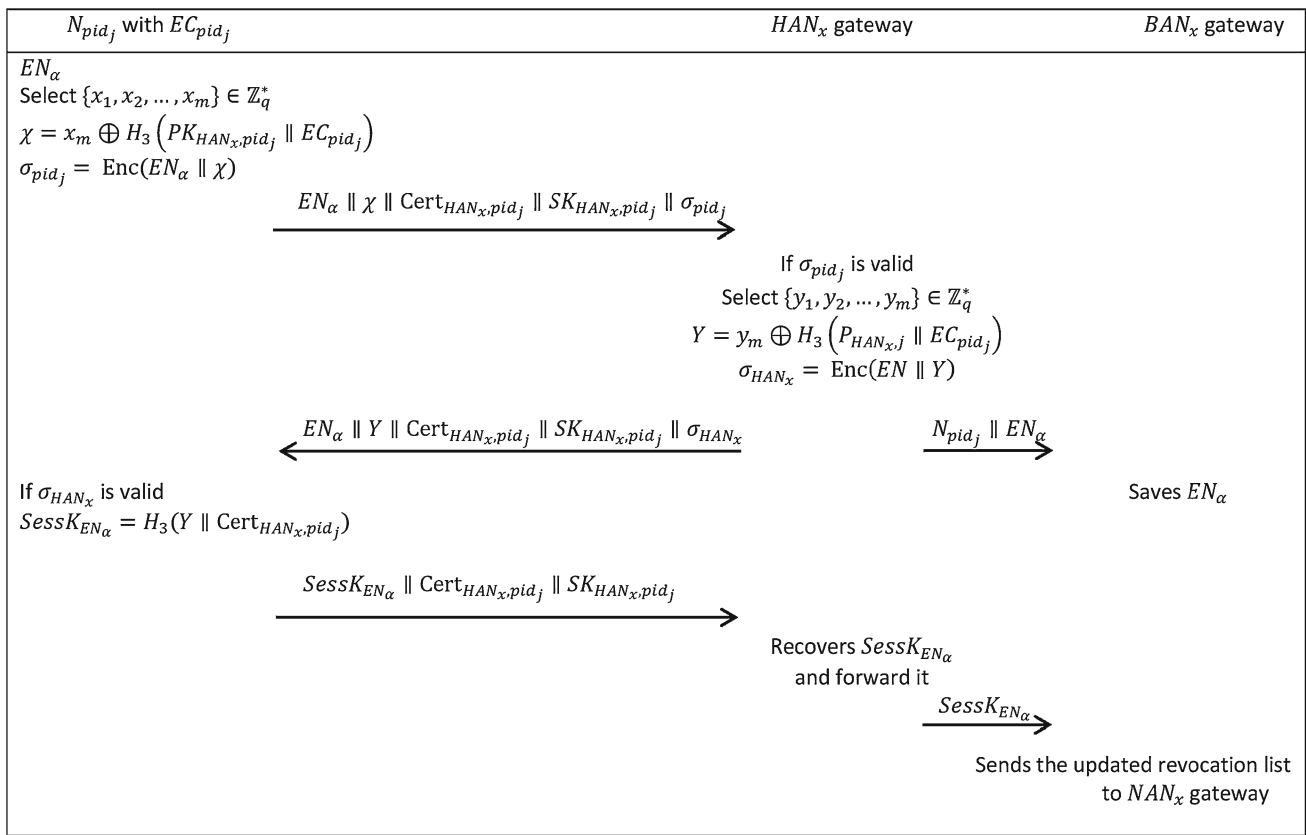 N_{pid_j} with EC_{pid_j}
HAN_x gateway
BAN_x gateway
EN_α
Select {x_1, x_2, …, x_m} ∈ ℤ_q^*
χ = x_m ⊕ H_3(PK_{HAN_x,pid_j} ∥ EC_{pid_j})
σ_{pid_j} = Enc(EN_α ∥ χ)
EN_α ∥ χ ∥ Cert_{HAN_x,pid_j} ∥ SK_{HAN_x,pid_j} ∥ σ_{pid_j}
If σ_{pid_j} is valid
Select {y_1, y_2, …, y_m} ∈ ℤ_q^*
Y = y_m ⊕ H_3(P_{HAN_x,j} ∥ EC_{pid_j})
σ_{HAN_x} = Enc(EN ∥ Y)
EN_α ∥ Y ∥ Cert_{HAN_x,pid_j} ∥ SK_{HAN_x,pid_j} ∥ σ_{HAN_x}
N_{pid_j} ∥ EN_α
If σ_{HAN_x} is valid
Saves EN_α
SessK_{EN_α} = H_3(Y ∥ Cert_{HAN_x,pid_j})
SessK_{EN_α} ∥ Cert_{HAN_x,pid_j} ∥ SK_{HAN_x,pid_j}
Recovers SessK_{EN_α}
and forward it
SessK_{EN_α}
Sends the updated revocation list
to NAN_x gateway